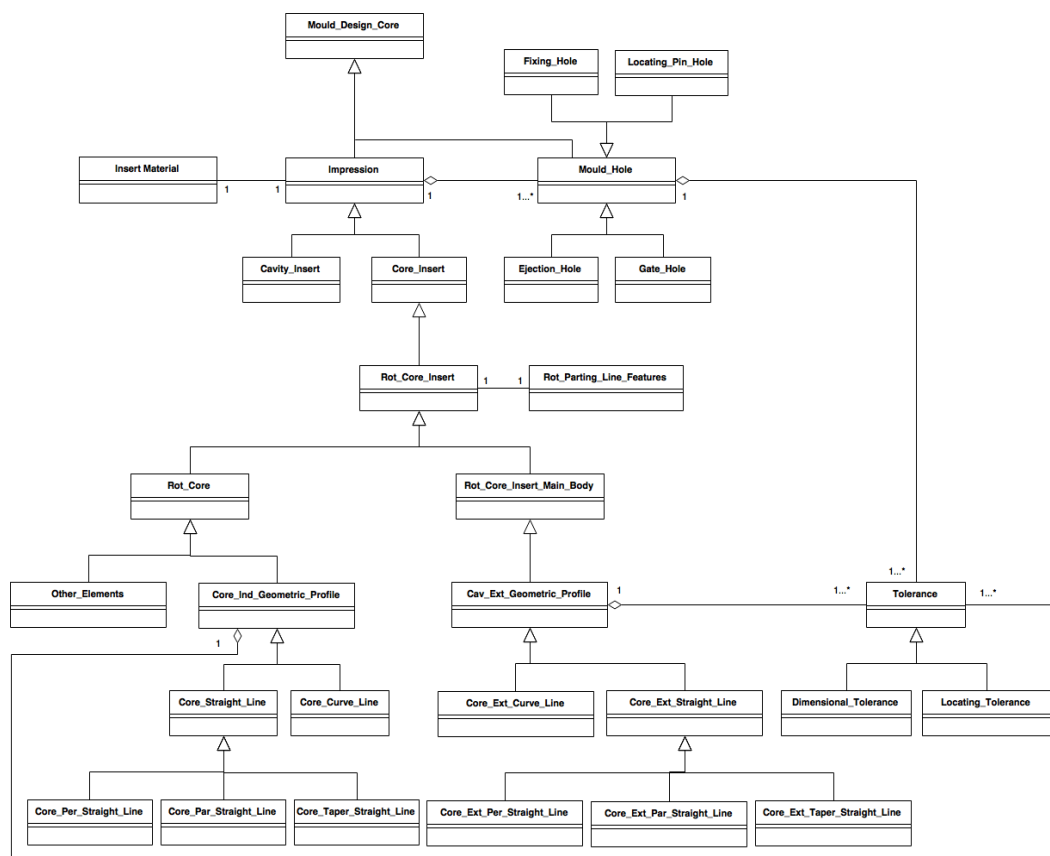 Mould_Design_Core
Fixing_Hole
Locating_Pin_Hole
Insert Material
Impression
Mould_Hole
1
1
1
1...*
1
Cavity_Insert
Core_Insert
Ejection_Hole
Gate_Hole
Rot_Core_Insert
1
1
Rot_Parting_Line_Features
Rot_Core
Rot_Core_Insert_Main_Body
1...*
Other_Elements
Core_Ind_Geometric_Profile
Cav_Ext_Geometric_Profile
1
1...*
Tolerance
1...*
1
Core_Straight_Line
Core_Curve_Line
Core_Ext_Curve_Line
Core_Ext_Straight_Line
Dimensional_Tolerance
Locating_Tolerance
Core_Per_Straight_Line
Core_Par_Straight_Line
Core_Taper_Straight_Line
Core_Ext_Per_Straight_Line
Core_Ext_Par_Straight_Line
Core_Ext_Taper_Straight_Line